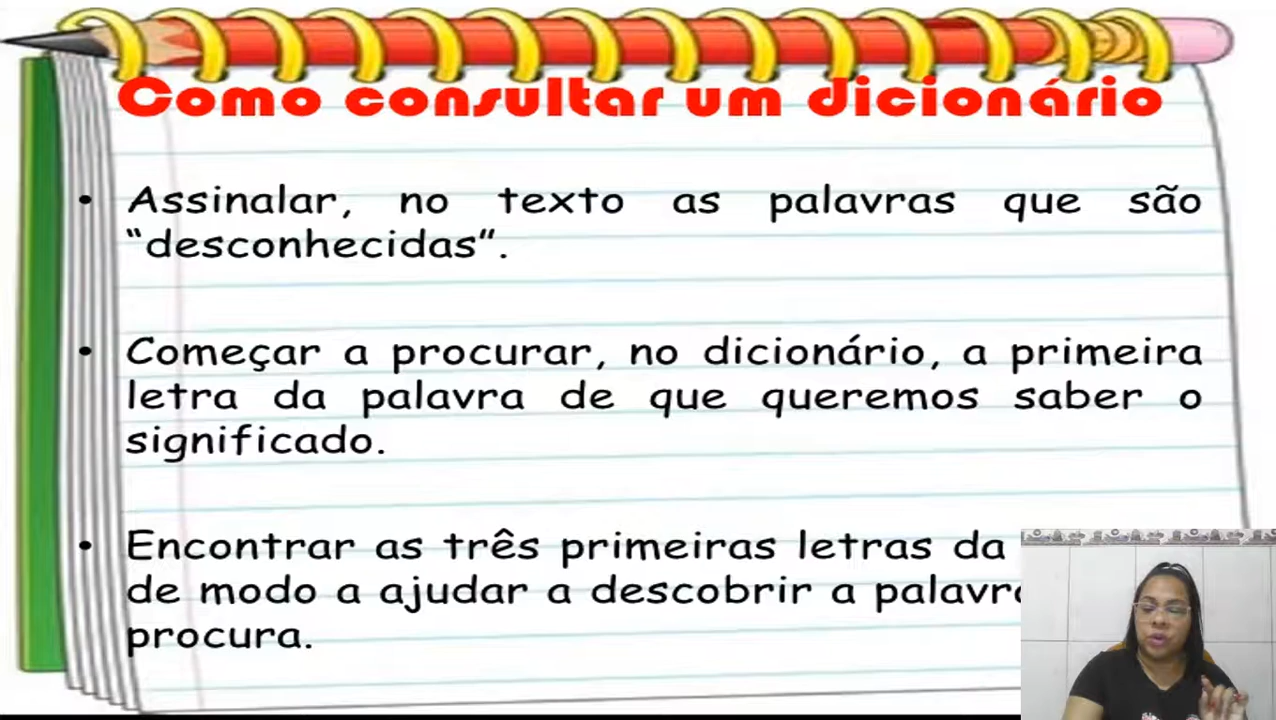 Como consultar um dicionário
• Assinalar, no texto as palavras que são
“desconhecidas”.
• Começar a procurar, no dicionário, a primeira
letra da palavra de que queremos saber o
significado.
• Encontrar as três primeiras letras da
de modo a ajudar a descobrir a palavra
procura.